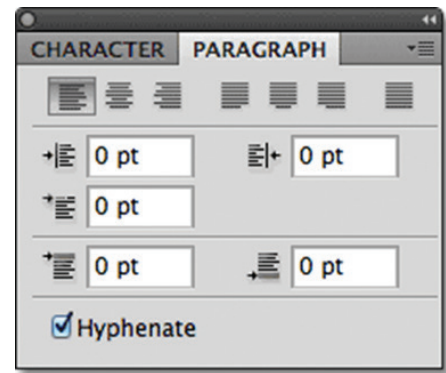 CHARACTER PARAGRAPH
0 pt 0 pt
0 pt
0 pt 0 pt
Hyphenate